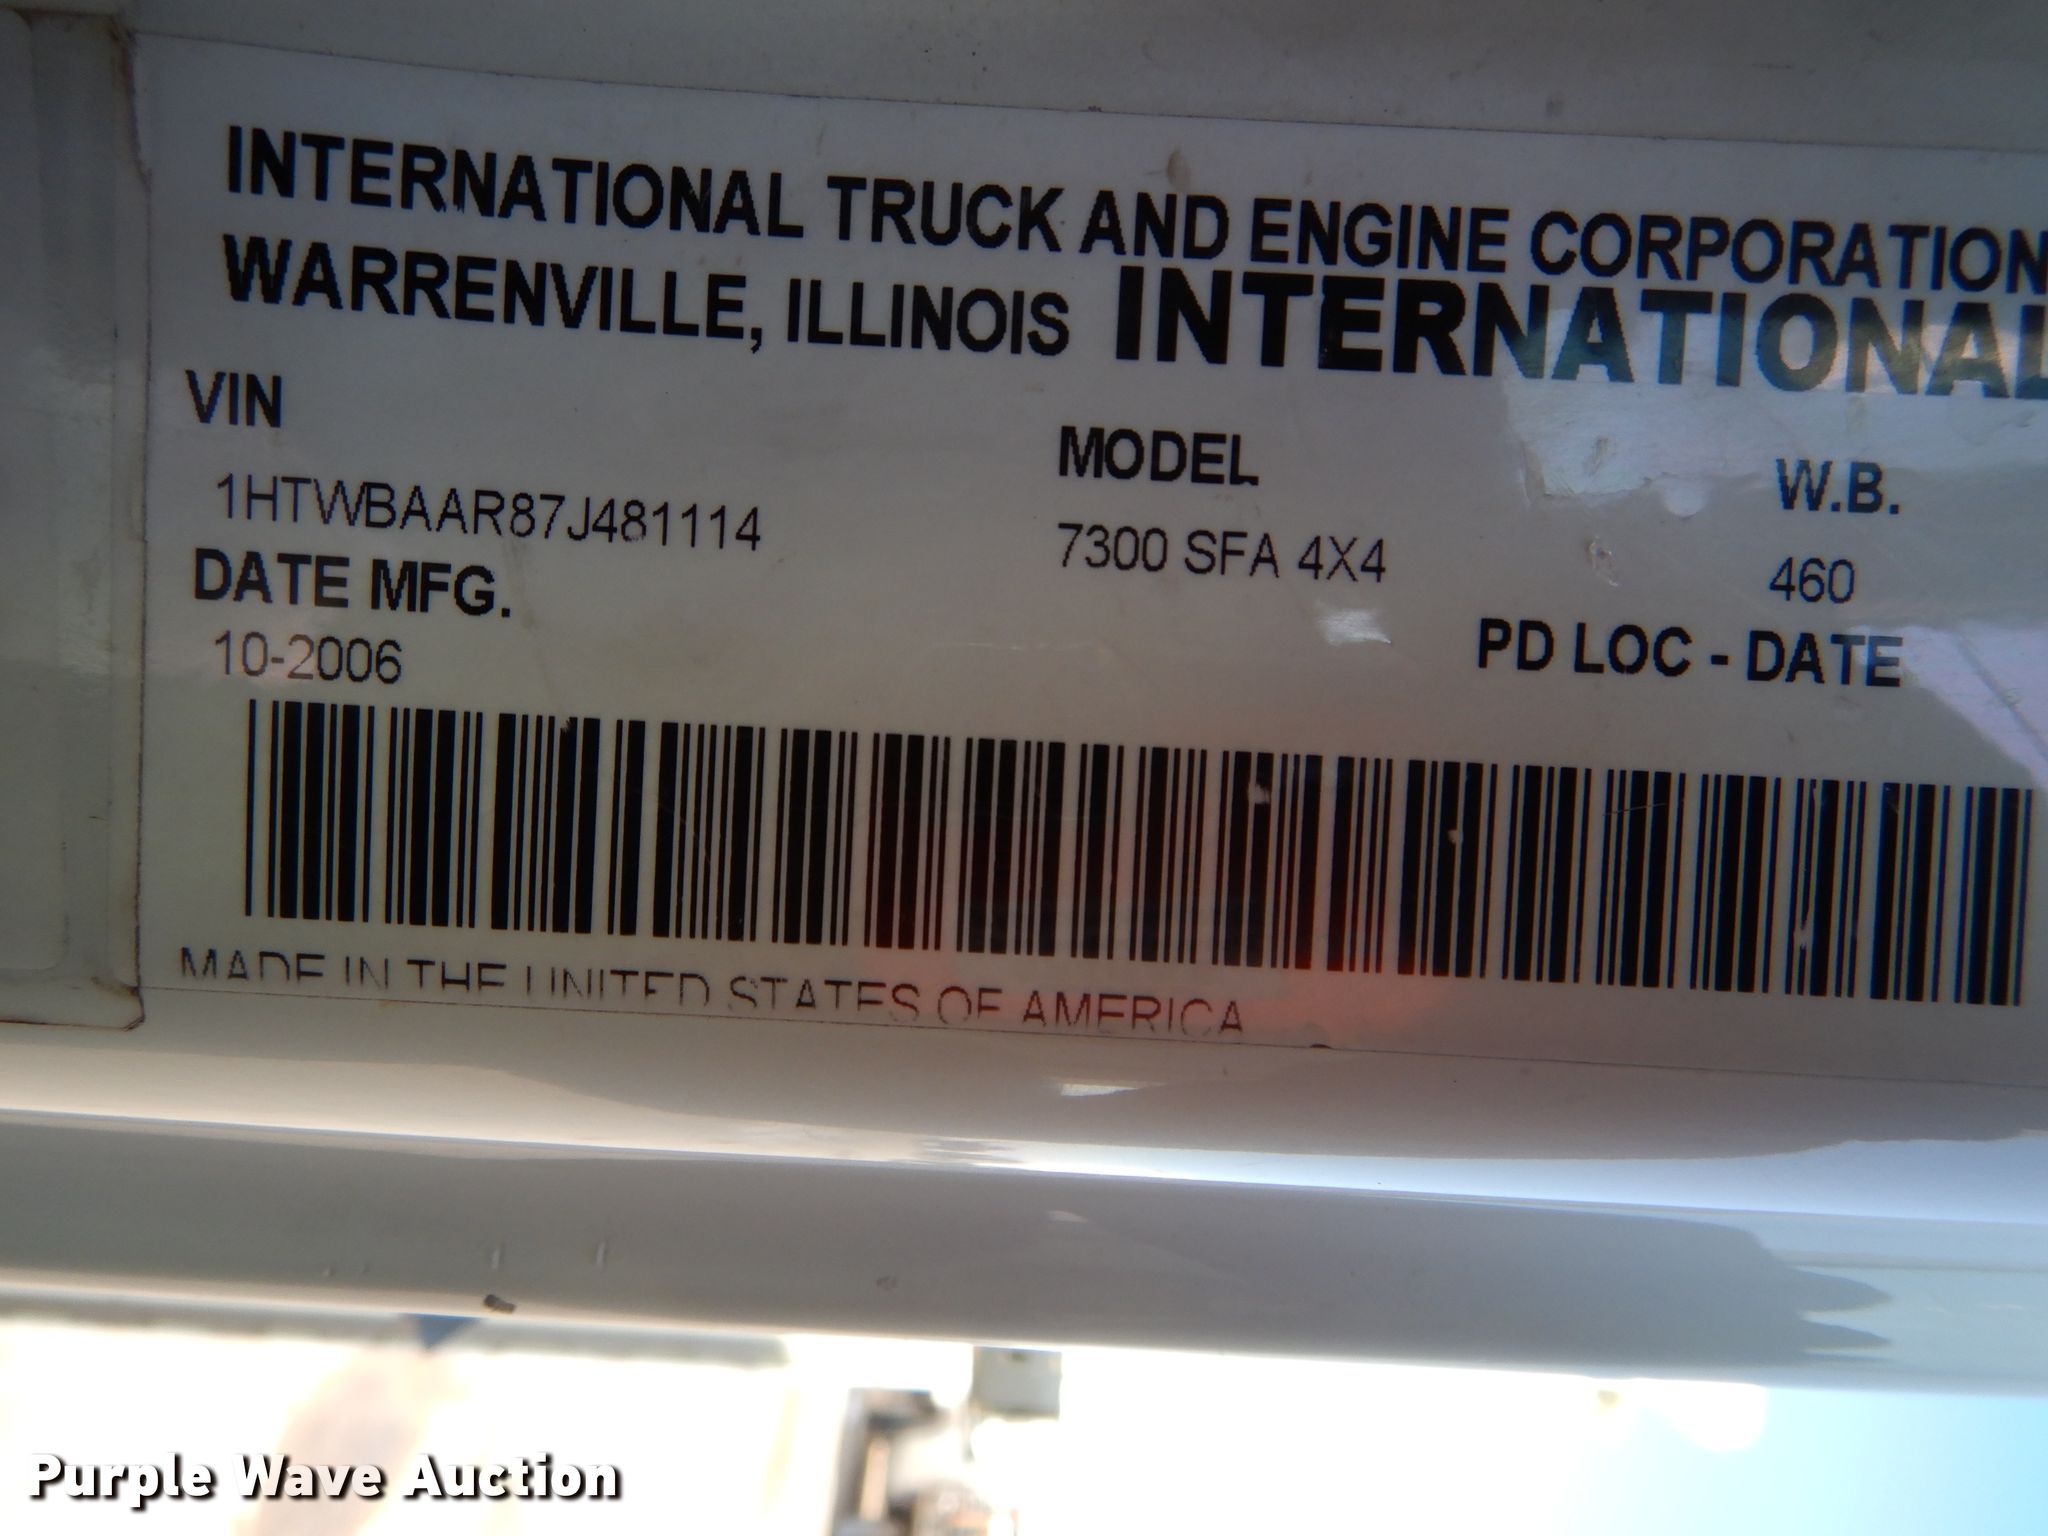 INTERNATIONAL TRUCK AND ENGINE CORPORATION
WARRENVILLE, ILLINOIS INTERNATIONAL
VIN MODEL W.B.
1HTWBAAR87J481114 7300 SFA 4X4 460
DATE MFG. PD LOC - DATE
10-2006
MADE IN THE UNITED STATES OF AMERICA
Purple Wave Auction